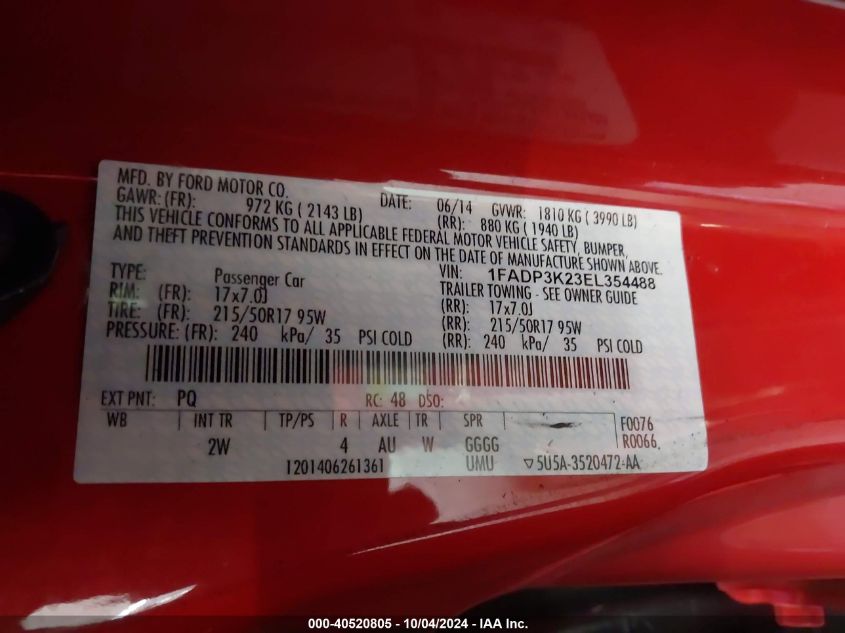 MFD. BY FORD MOTOR CO.
DATE: 06/14 GVWR: 1810 KG ( 3990 LB)
GAWR: (FR): 972 KG ( 2143 LB) (RR): 880 KG ( 1940 LB)
THIS VEHICLE CONFORMS TO ALL APPLICABLE FEDERAL MOTOR VEHICLE SAFETY, BUMPER,
AND THEFT PREVENTION STANDARDS IN EFFECT ON THE DATE OF MANUFACTURE SHOWN ABOVE.
VIN: 1FADP3K23EL354488
TYPE: Passenger Car TRAILER TOWING - SEE OWNER GUIDE
RIM: (FR): 17x7.0J (RR): 17x7.0J
TIRE: (FR): 215/50R17 95W (RR): 215/50R17 95W
PRESSURE: (FR): 240 kPa/ 35 PSI COLD (RR): 240 kPa/ 35 PSI COLD
EXT PNT: PQ RC: 48 DSO:
WB INT TR TP/PS R AXLE TR SPR F0076
2W 4 AU W GGGG R0066
1201406261361 UMU ▽5U5A-3520472-AA
000-40520805 - 10/04/2024 - IAA Inc.